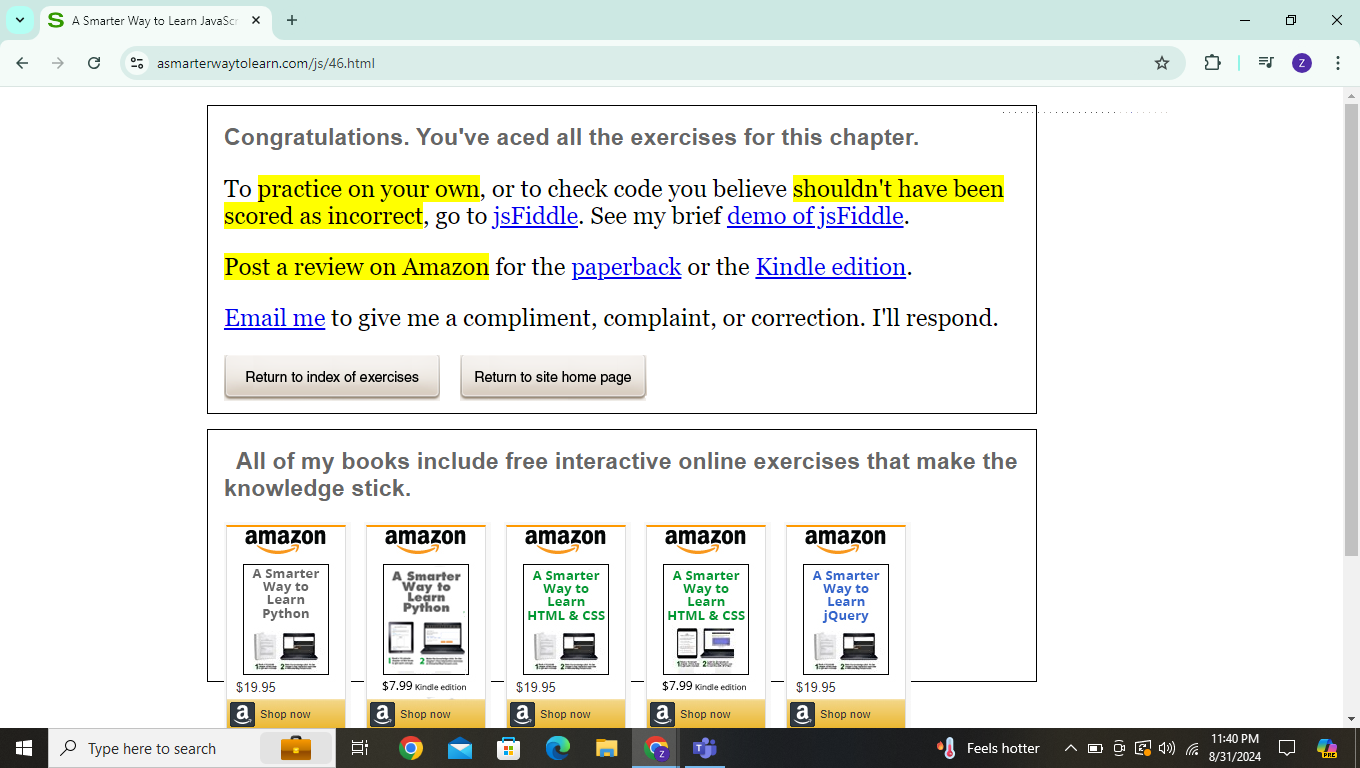 A Smarter Way to Learn JavaScr
asmarterwaytolearn.com/js/46.html
Z
Congratulations. You've aced all the exercises for this chapter.
To practice on your own, or to check code you believe shouldn't have been
scored as incorrect, go to jsFiddle. See my brief demo of jsFiddle.
Post a review on Amazon for the paperback or the Kindle edition.
Email me to give me a compliment, complaint, or correction. I'll respond.
Return to index of exercises
Return to site home page
All of my books include free interactive online exercises that make the
knowledge stick.
amazon
A Smarter
Way to
Learn
Python
$19.95
Shop now
amazon
A Smarter
Way to
Learn
Python
$7.99 Kindle edition
Shop now
amazon
A Smarter
Way to
Learn
HTML & CSS
$19.95
Shop now
amazon
A Smarter
Way to
Learn
HTML & CSS
$7.99 Kindle edition
Shop now
amazon
A Smarter
Way to
Learn
jQuery
$19.95
Shop now
Type here to search
Feels hotter
11:40 PM
8/31/2024